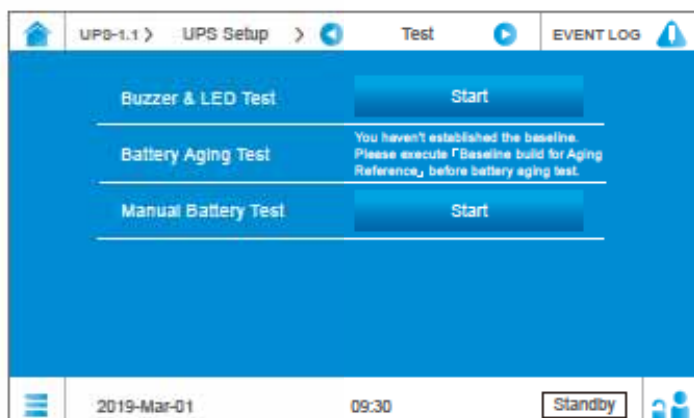 UPS-1.1 > UPS Setup > Test EVENT LOG
Buzzer & LED Test Start
You haven't established the baseline.
Battery Aging Test Please execute「Baseline build for Aging
Reference」before battery aging test.
Manual Battery Test Start
2019-Mar-01 09:30 Standby